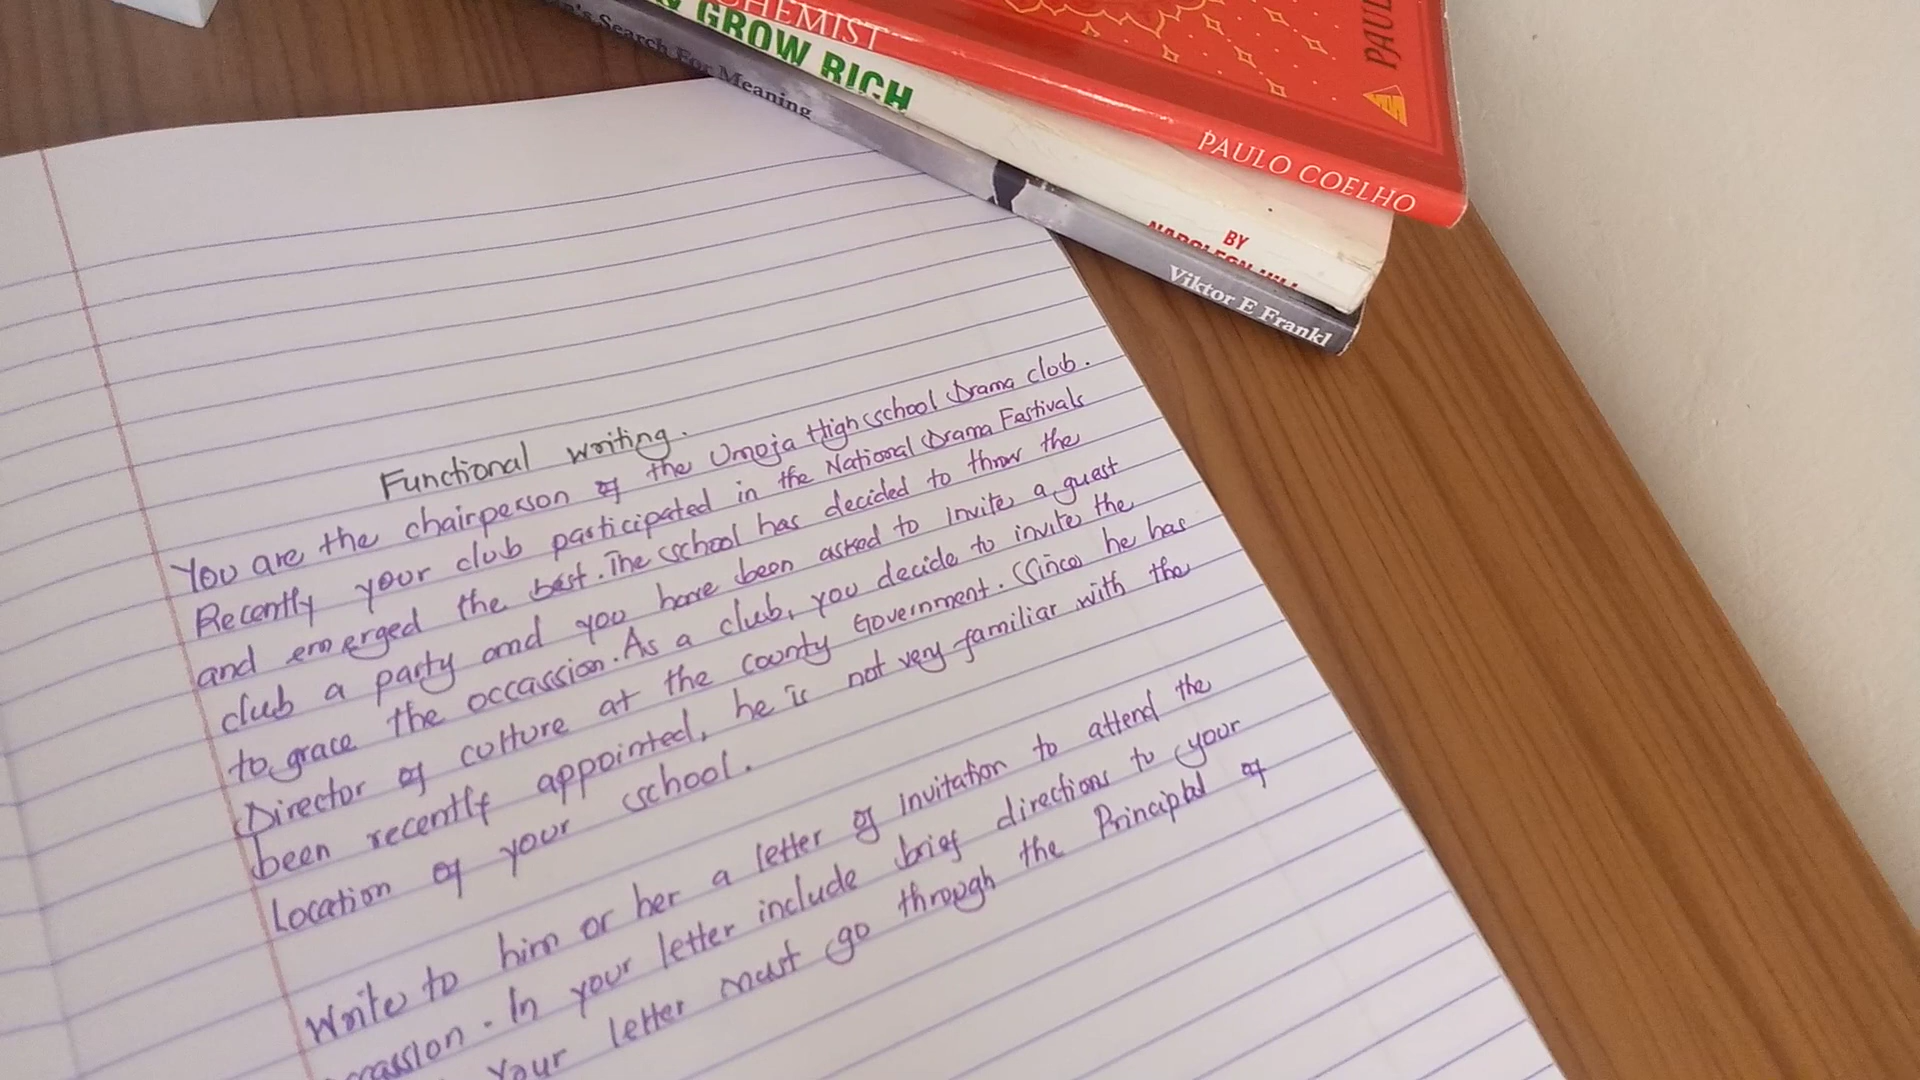 HEMIST
PAUL
GROW RICH
Search For Meaning
PAULO COELHO
BY
NAPOLEON HILL
Viktor E Frankl
Functional writing.
You are the chairperson of the Umoja High school Drama club.
Recently your club participated in the National Drama Festivals
and emerged the best. The school has decided to throw the
club a party and you have been asked to invite a guest
to grace the occassion. As a club, you decide to invite the
Director of culture at the county Government. Since he has
been recently appointed, he is not very familiar with the
Location of your school.
Write to him or her a letter of invitation to attend the
ccassion. In your letter include brief directions to your
Your letter must go through the Principal of